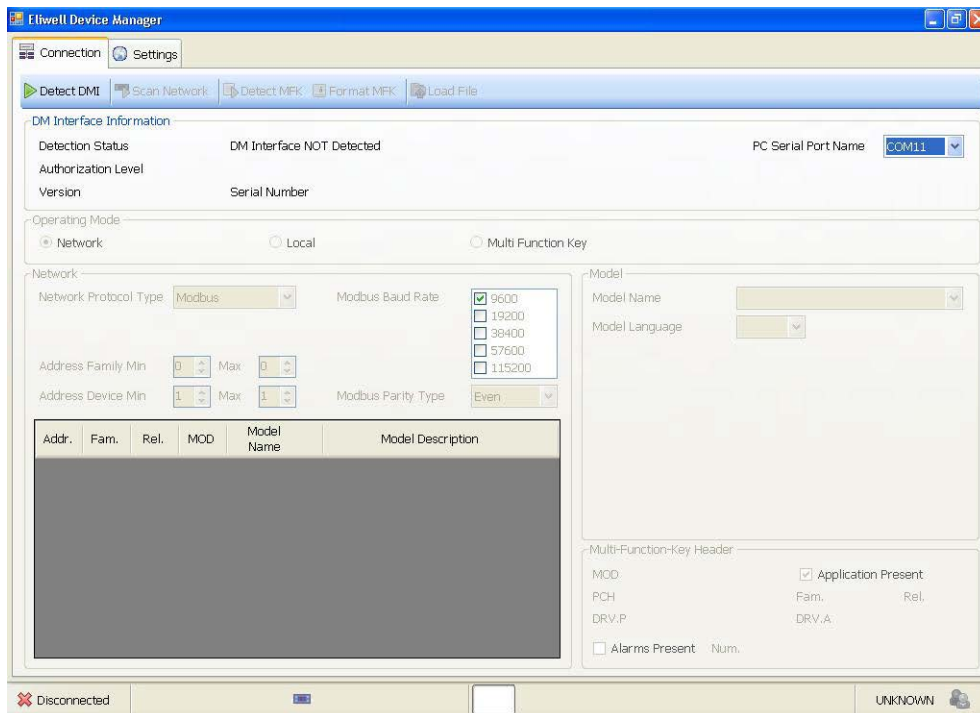 Eliwell Device Manager
Connection Settings
Detect DMI Scan Network Detect MFK Format MFK Load File
DM Interface Information
Detection Status DM Interface NOT Detected PC Serial Port Name COM11
Authorization Level
Version Serial Number
Operating Mode
Network Local Multi Function Key
Network
Network Protocol Type Modbus Modbus Baud Rate 9600
19200
38400
57600
115200
Address Family Min 0 Max 0
Address Device Min 1 Max 1 Modbus Parity Type Even
Addr. Fam. Rel. MOD Model Name Model Description
Model
Model Name
Model Language
Multi-Function-Key Header
MOD Application Present
PCH Fam. Rel.
DRV.P DRV.A
Alarms Present Num.
Disconnected UNKNOWN